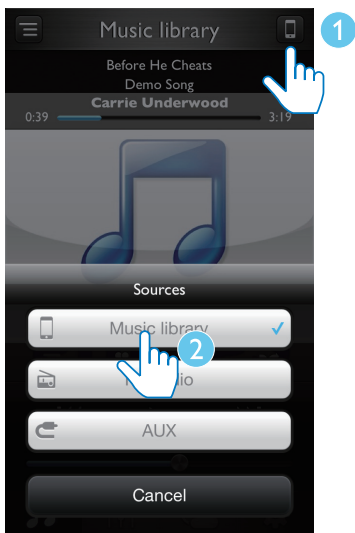 Music library
1
Before He Cheats
Demo Song
Carrie Underwood
0:39
3:19
Sources
Music library
2
AUX
Cancel